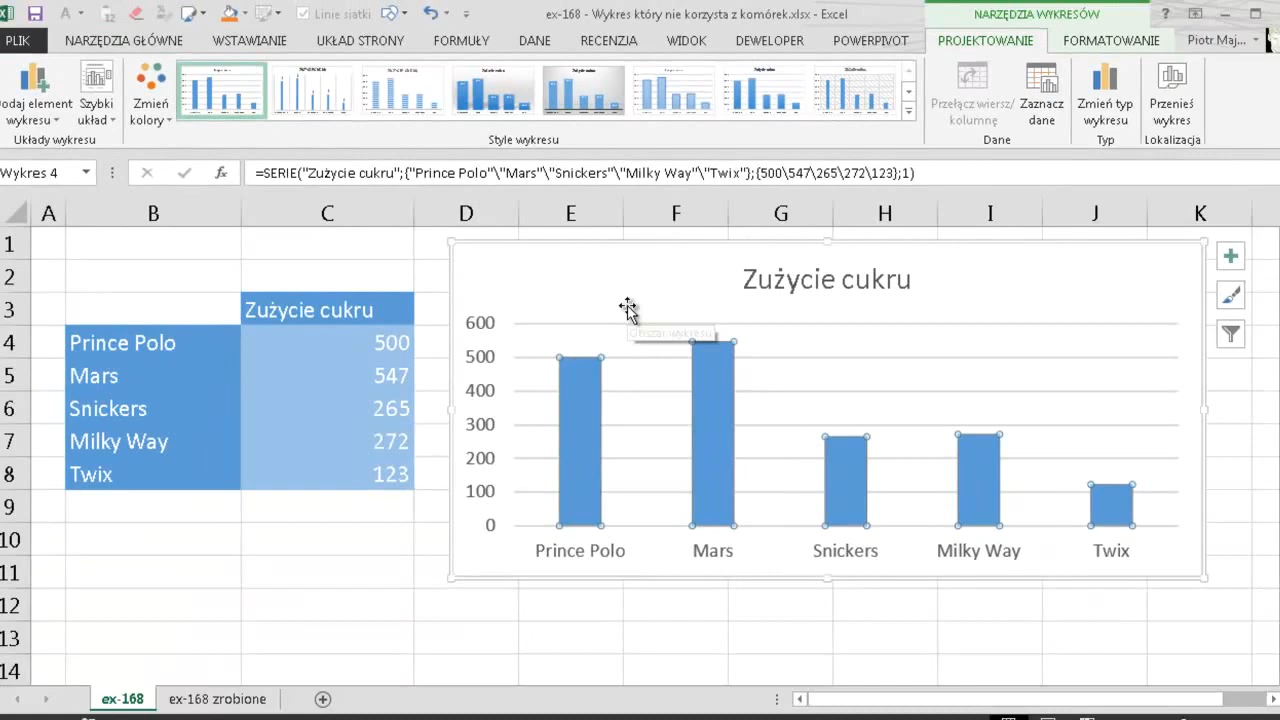 Linie siatki
ex-168 - Wykres który nie korzysta z komórek.xlsx - Excel
NARZĘDZIA WYKRESÓW
PLIK
NARZĘDZIA GŁÓWNE
WSTAWIANIE
UKŁAD STRONY
FORMUŁY
DANE
RECENZJA
WIDOK
DEWELOPER
POWERPIVOT
PROJEKTOWANIE
FORMATOWANIE
Piotr Maj...
Dodaj element wykresu
Szybki układ
Zmień kolory
Przełącz wiersz/ kolumnę
Zaznacz dane
Zmień typ wykresu
Przenieś wykres
Układy wykresu
Style wykresu
Dane
Typ
Lokalizacja
Wykres 4
fx
=SERIE("Zużycie cukru";{"Prince Polo"\"Mars"\"Snickers"\"Milky Way"\"Twix"};{500\547\265\272\123};1)
A B C D E F G H I J K
1
2
3 Zużycie cukru
4 Prince Polo 500
5 Mars 547
6 Snickers 265
7 Milky Way 272
8 Twix 123
9
10
11
12
13
14
Zużycie cukru
Obszar wykresu
600
500
400
300
200
100
0
Prince Polo Mars Snickers Milky Way Twix
ex-168
ex-168 zrobione